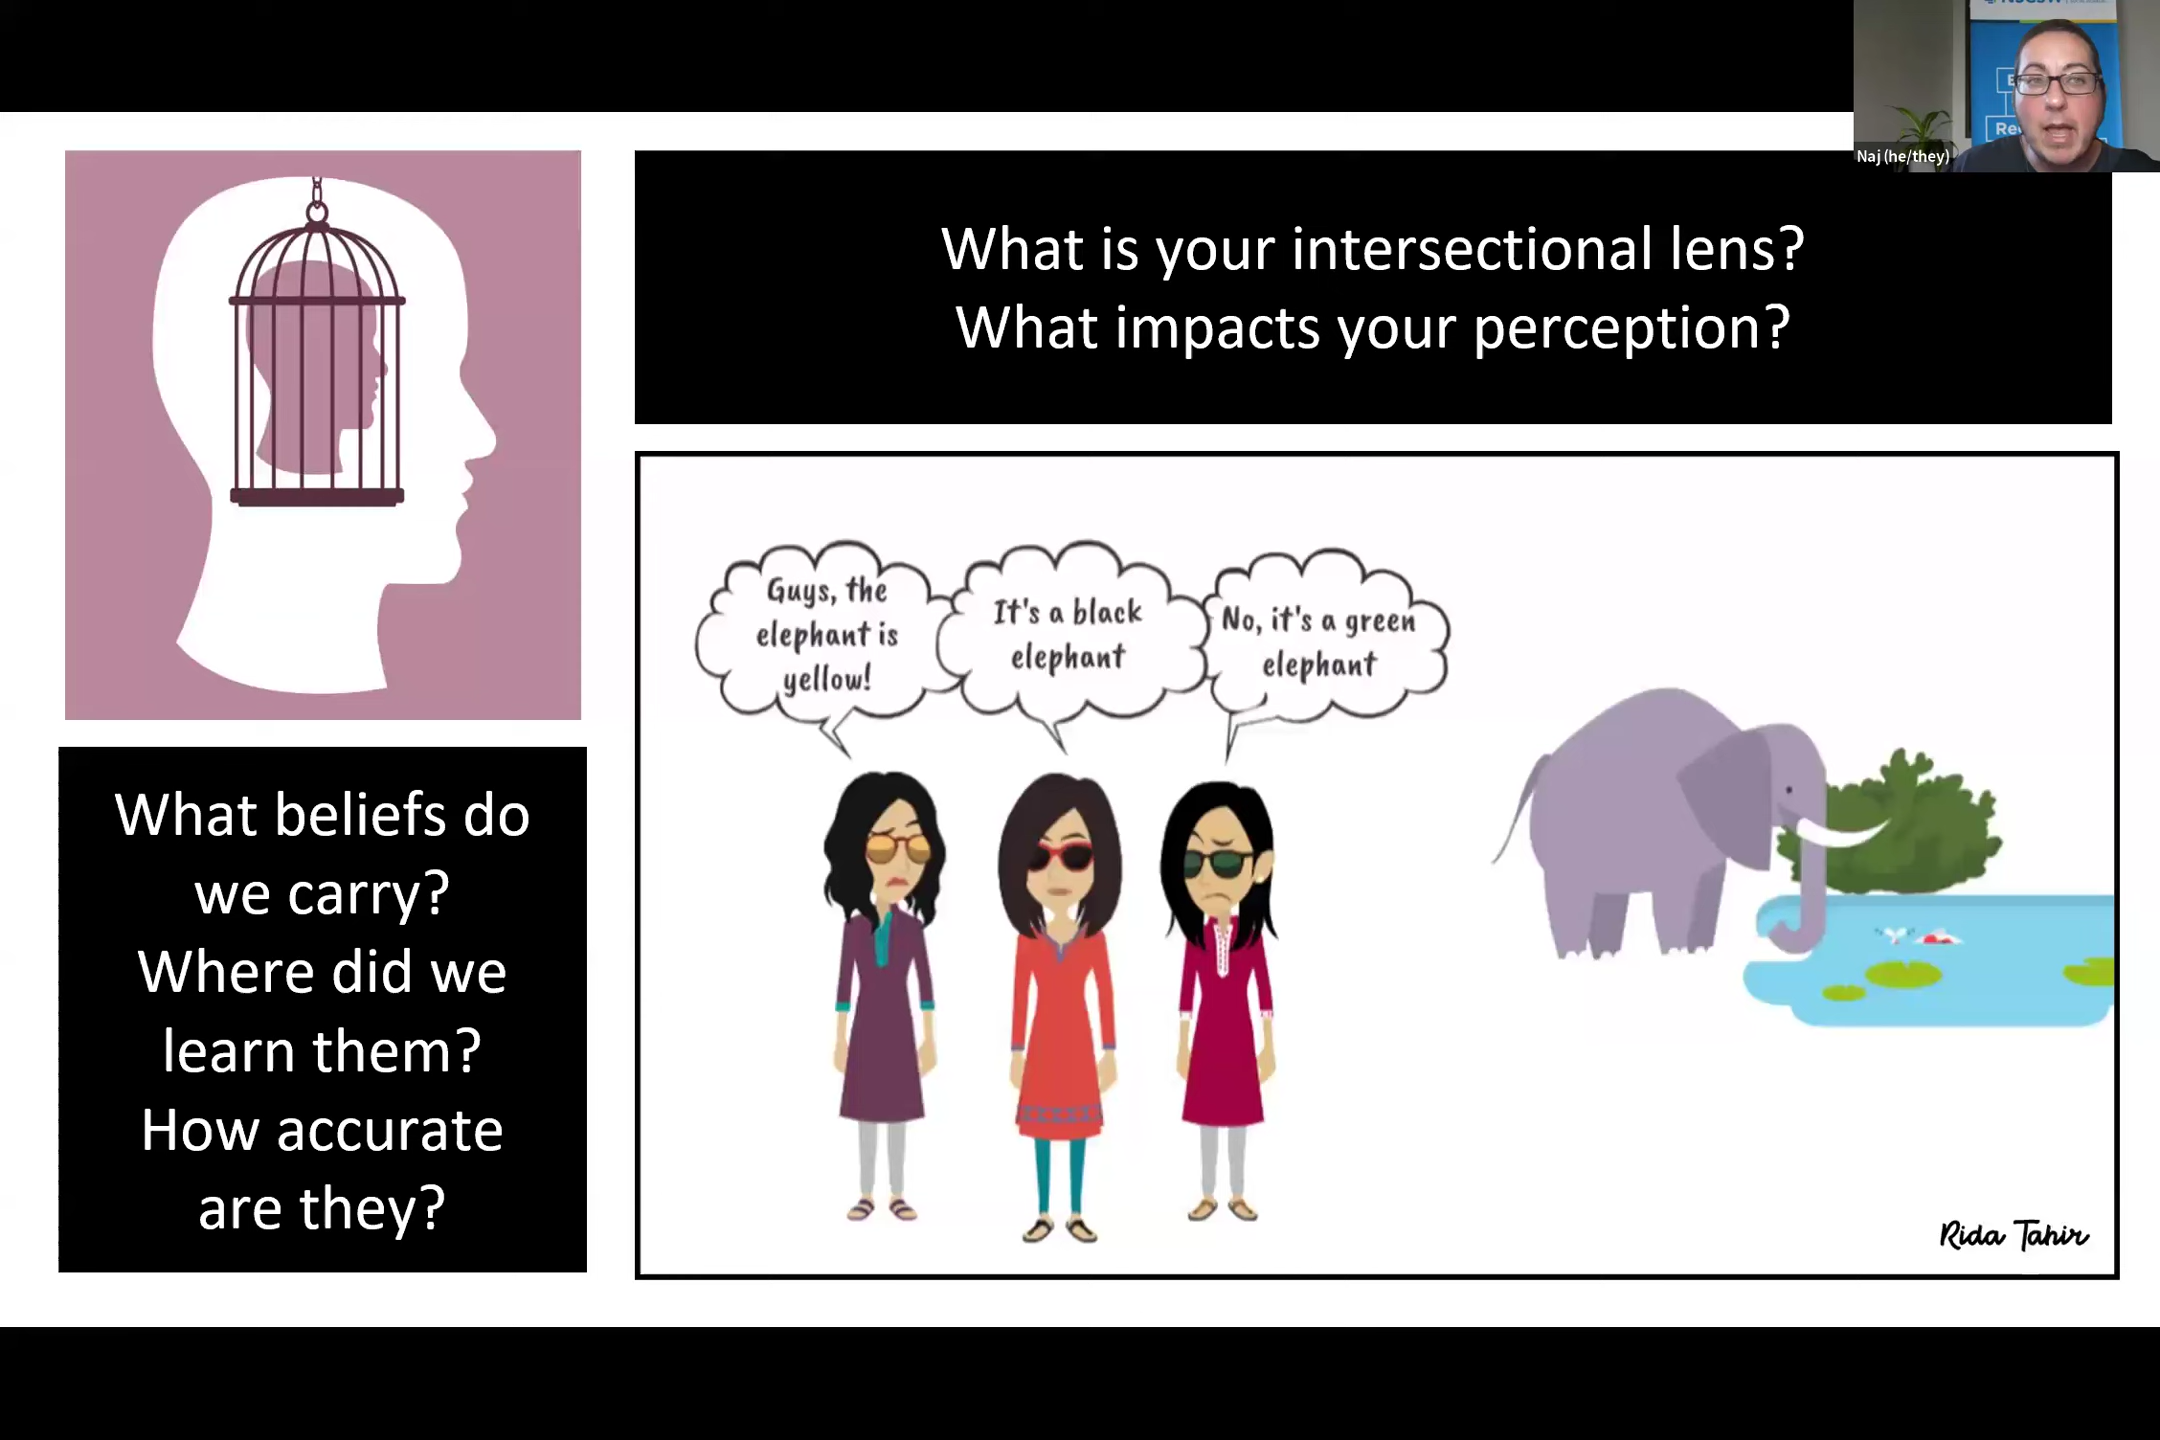 Naj (he/they)
What is your intersectional lens?
What impacts your perception?
What beliefs do
we carry?
Where did we
learn them?
How accurate
are they?
Guys, the
elephant is
yellow!
It's a black
elephant
No, it's a green
elephant
Rida Tahir